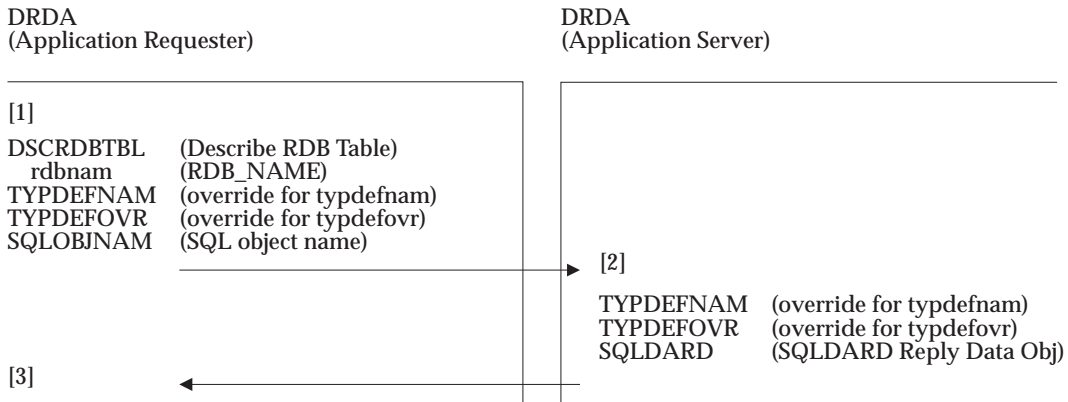 DRDA
(Application Requester)
DRDA
(Application Server)
[1]
DSCRDBTBL (Describe RDB Table)
rdbnam (RDB_NAME)
TYPDEFNAM (override for typdefnam)
TYPDEFOVR (override for typdefovr)
SQLOBJNAM (SQL object name)
[2]
TYPDEFNAM (override for typdefnam)
TYPDEFOVR (override for typdefovr)
SQLDARD (SQLDARD Reply Data Obj)
[3]